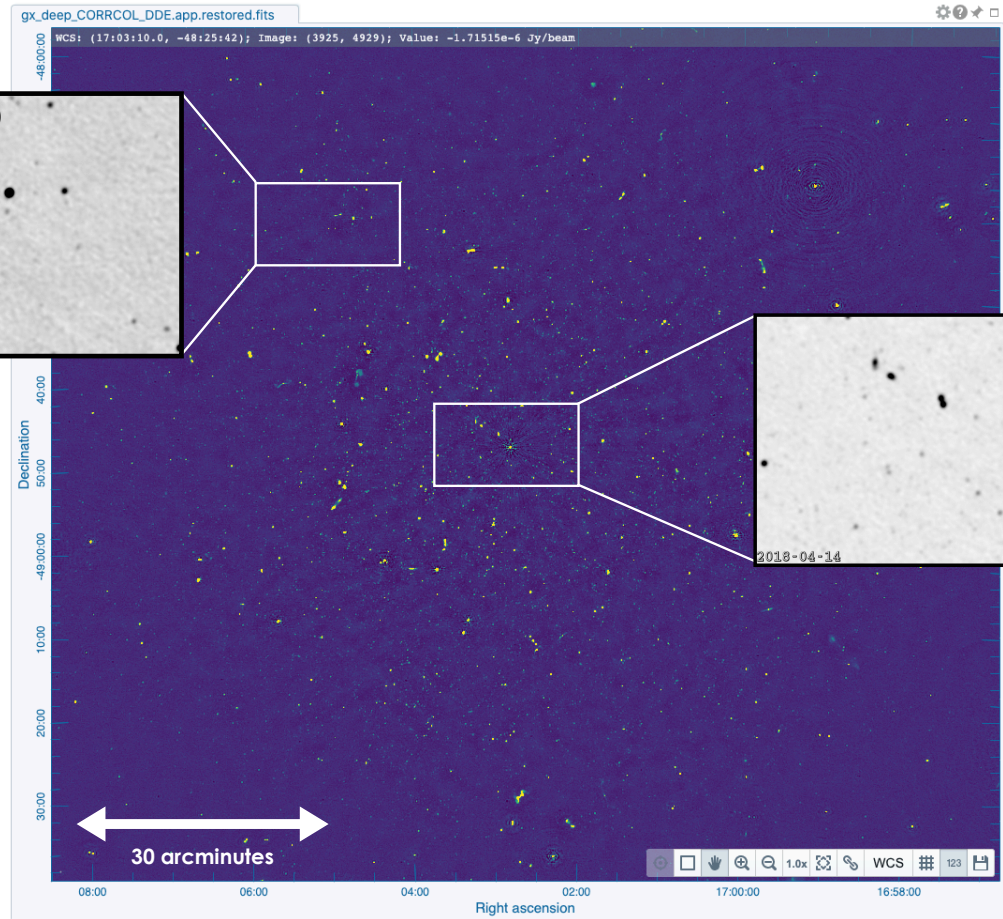 gx_deep_CORRCOL_DDE.app.restored.fits
WCS: (17:03:10.0, -48:25:42); Image: (3925, 4929); Value: -1.71515e-6 Jy/beam
-48:00:00
40:00
Declination
50:00
-49:00:00
10:00
20:00
30:00
2018-04-14
30 arcminutes
1.0x
WCS
123
08:00
06:00
04:00
02:00
17:00:00
16:58:00
Right ascension